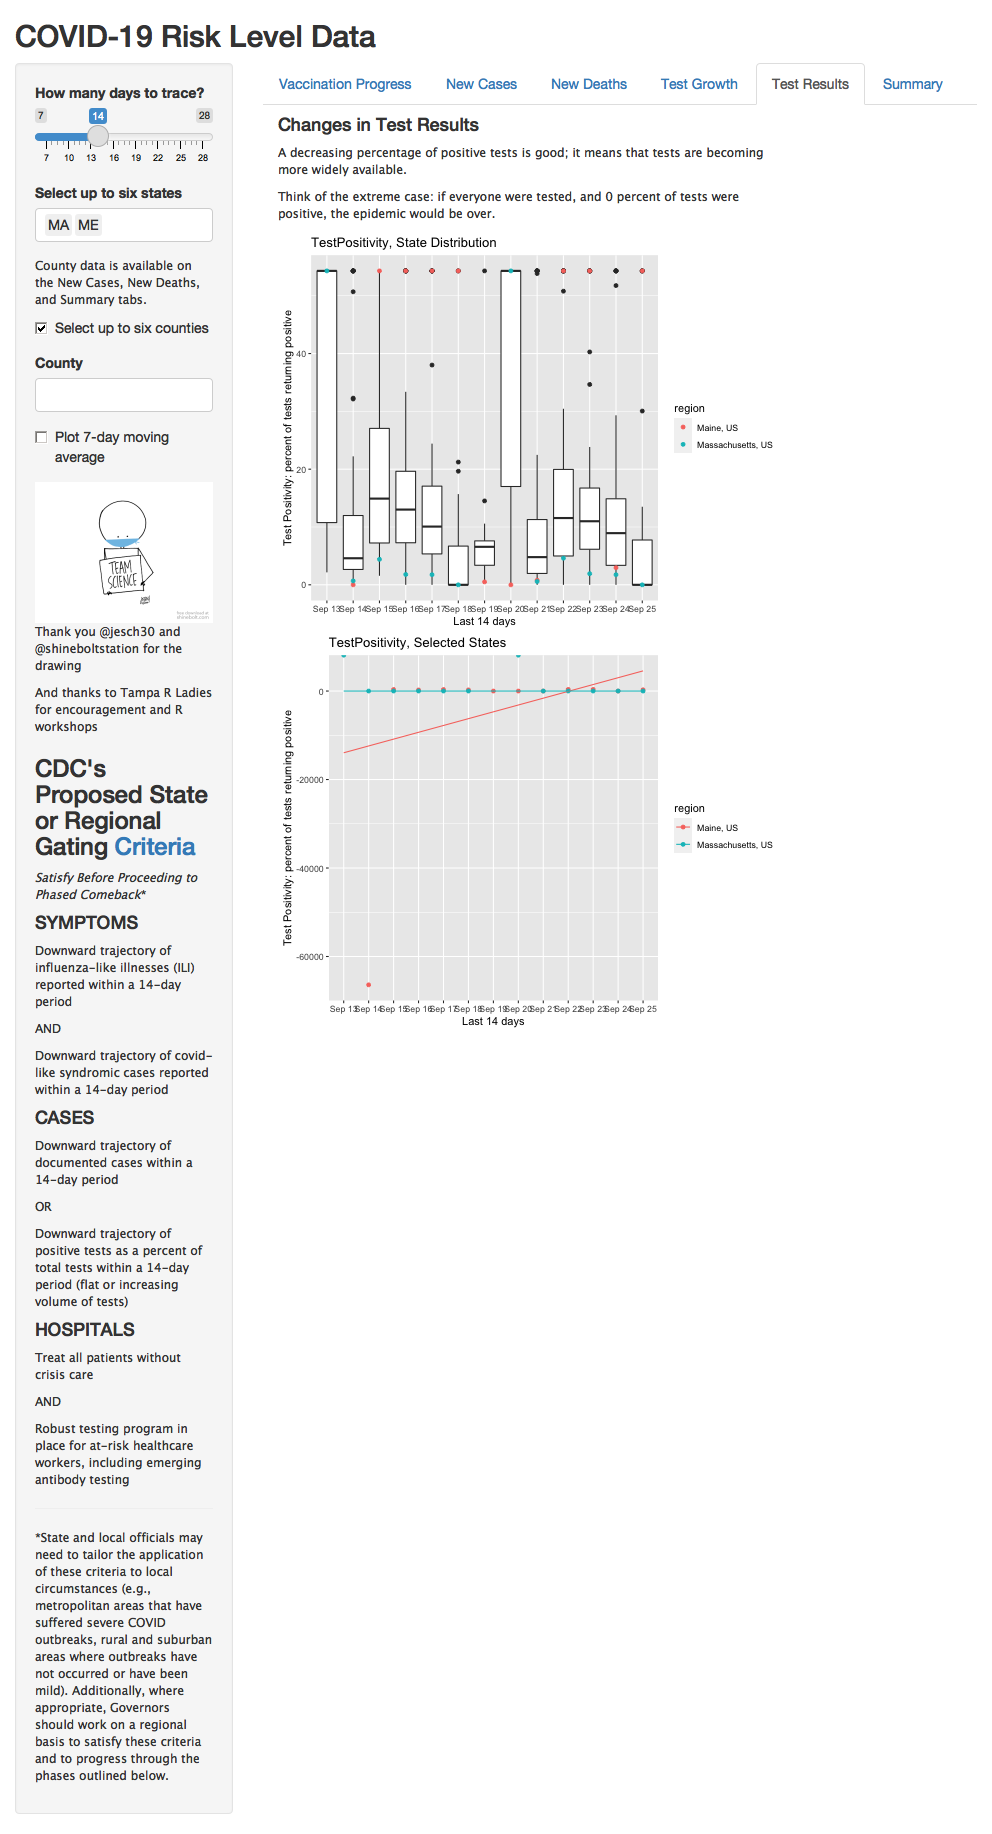 COVID-19 Risk Level Data
How many days to trace?
7 14 28
7 10 13 16 19 22 25 28
Select up to six states
MA ME
County data is available on
the New Cases, New Deaths,
and Summary tabs.
Select up to six counties
County
Plot 7-day moving
average
TEAM
SCIENCE
Thank you @jesch30 and
@shineboltstation for the
drawing
And thanks to Tampa R Ladies
for encouragement and R
workshops
CDC's
Proposed State
or Regional
Gating Criteria
Satisfy Before Proceeding to
Phased Comeback*
SYMPTOMS
Downward trajectory of
influenza-like illnesses (ILI)
reported within a 14-day
period
AND
Downward trajectory of covid-
like syndromic cases reported
within a 14-day period
CASES
Downward trajectory of
documented cases within a
14-day period
OR
Downward trajectory of
positive tests as a percent of
total tests within a 14-day
period (flat or increasing
volume of tests)
HOSPITALS
Treat all patients without
crisis care
AND
Robust testing program in
place for at-risk healthcare
workers, including emerging
antibody testing
*State and local officials may
need to tailor the application
of these criteria to local
circumstances (e.g.,
metropolitan areas that have
suffered severe COVID
outbreaks, rural and suburban
areas where outbreaks have
not occurred or have been
mild). Additionally, where
appropriate, Governors
should work on a regional
basis to satisfy these criteria
and to progress through the
phases outlined below.
Vaccination Progress New Cases New Deaths Test Growth Test Results Summary
Changes in Test Results
A decreasing percentage of positive tests is good; it means that tests are becoming
more widely available.
Think of the extreme case: if everyone were tested, and 0 percent of tests were
positive, the epidemic would be over.
TestPositivity, State Distribution
Test Positivity: percent of tests returning positive
40
20
0
Sep 13 Sep 14 Sep 15 Sep 16 Sep 17 Sep 18 Sep 19 Sep 20 Sep 21 Sep 22 Sep 23 Sep 24 Sep 25
Last 14 days
region
Maine, US
Massachusetts, US
TestPositivity, Selected States
Test Positivity: percent of tests returning positive
0
-20000
-40000
-60000
Sep 13 Sep 14 Sep 15 Sep 16 Sep 17 Sep 18 Sep 19 Sep 20 Sep 21 Sep 22 Sep 23 Sep 24 Sep 25
Last 14 days
region
Maine, US
Massachusetts, US